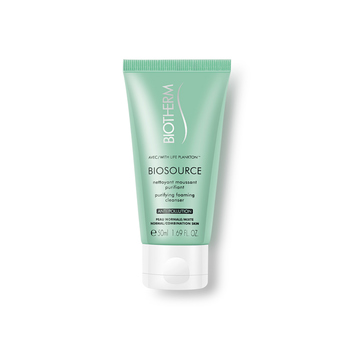 BIOTHERM
AVEC/WITH LIFE PLANKTON™
BIOSOURCE
nettoyant moussant
purifiant
purifying foaming
cleanser
ANTI-POLLUTION
PEAU NORMALE/MIXTE
NORMAL/COMBINATION SKIN
℮50ml 1.69 FL. OZ.